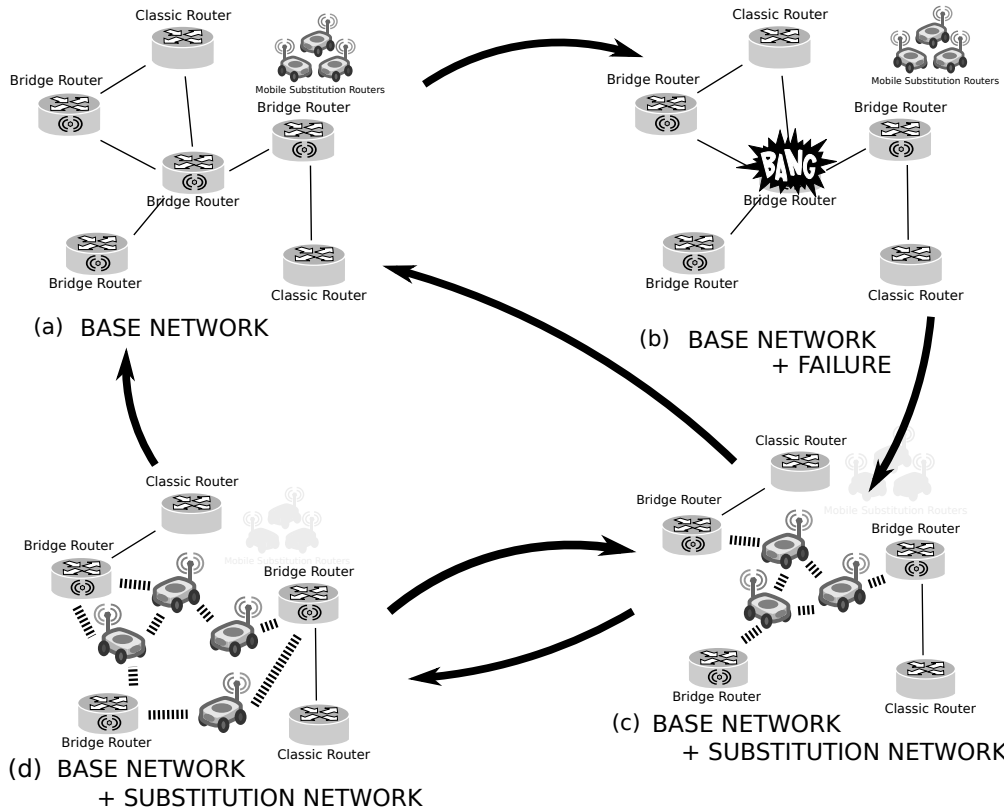 Classic Router
Bridge Router
Mobile Substitution Routers
Bridge Router
Bridge Router
Bridge Router
Classic Router
(a) BASE NETWORK
Classic Router
Bridge Router
Mobile Substitution Routers
Bridge Router
BANG
Bridge Router
Bridge Router
Classic Router
(b) BASE NETWORK
+ FAILURE
Classic Router
Bridge Router
Mobile Substitution Routers
Bridge Router
Bridge Router
Classic Router
(c) BASE NETWORK
+ SUBSTITUTION NETWORK
Classic Router
Bridge Router
Mobile Substitution Routers
Bridge Router
Bridge Router
Classic Router
(d) BASE NETWORK
+ SUBSTITUTION NETWORK